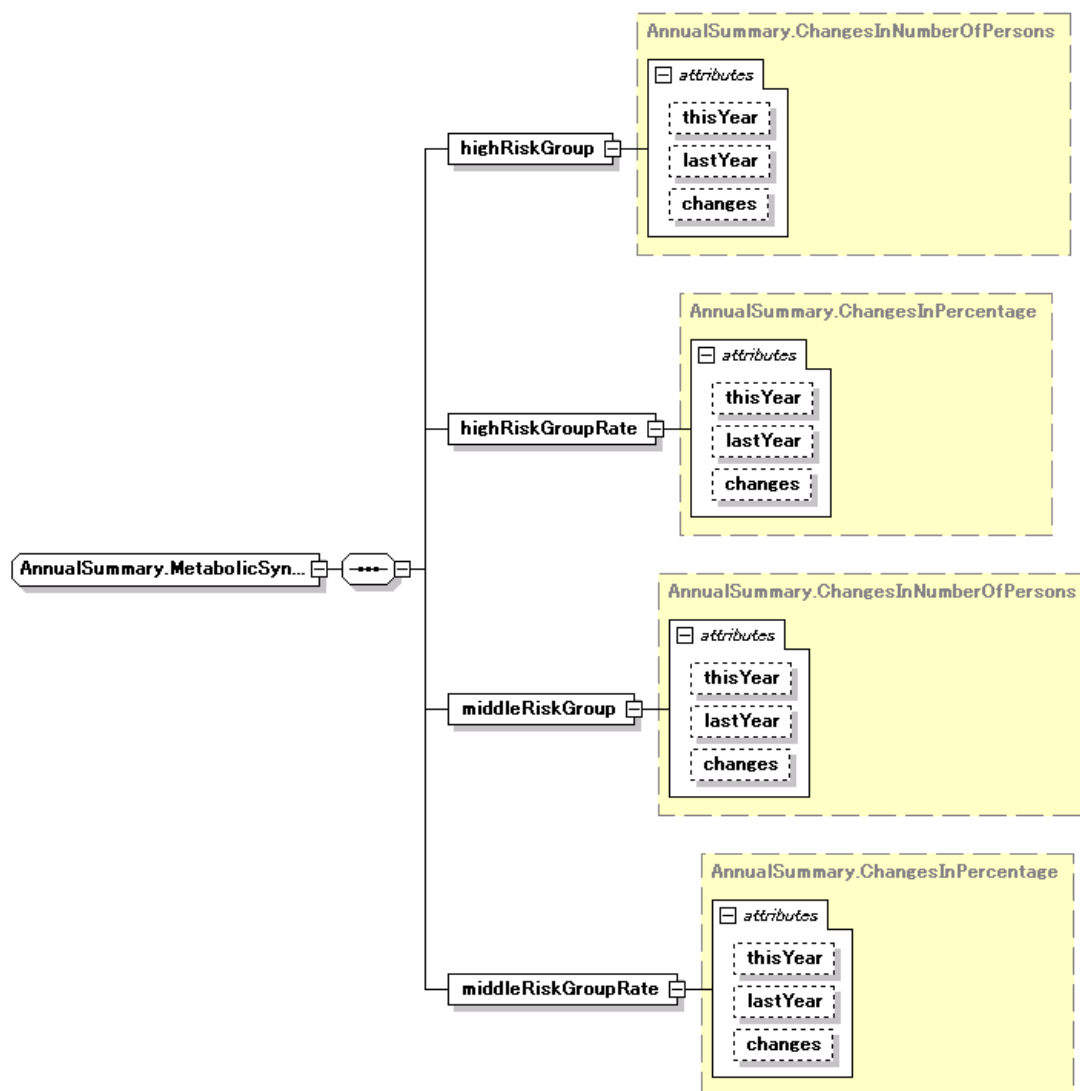 AnnualSummary.ChangesInNumberOfPersons
attributes
thisYear
highRiskGroup
lastYear
changes
AnnualSummary.ChangesInPercentage
attributes
thisYear
highRiskGroupRate
lastYear
changes
AnnualSummary.MetabolicSyn...
AnnualSummary.ChangesInNumberOfPersons
attributes
thisYear
middleRiskGroup
lastYear
changes
AnnualSummary.ChangesInPercentage
attributes
thisYear
middleRiskGroupRate
lastYear
changes